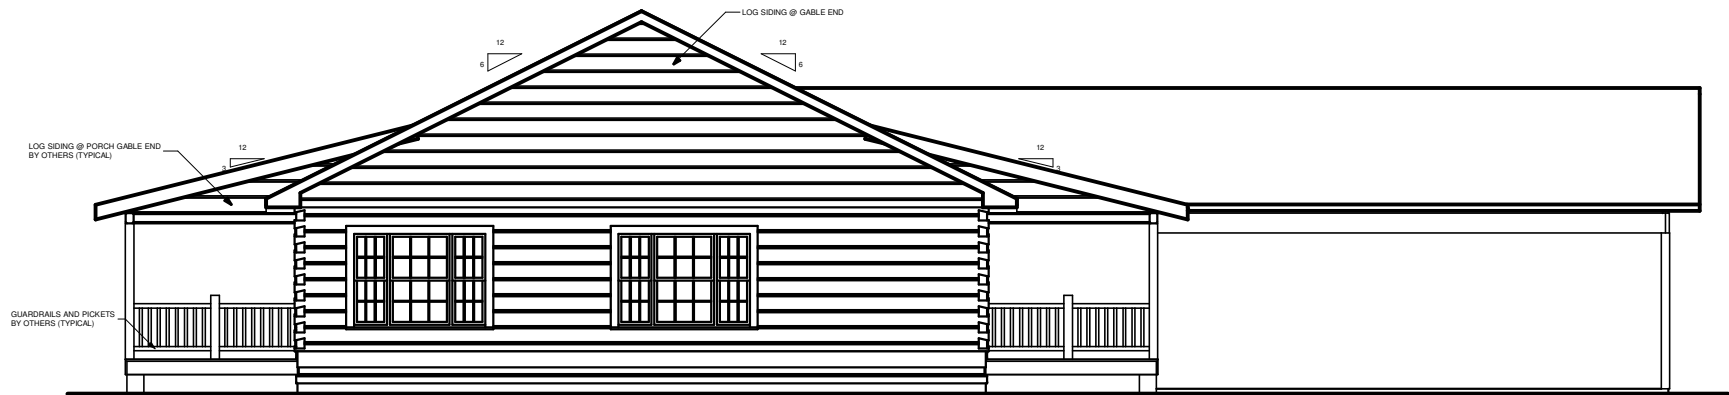 LOG SIDING @ GABLE END
12
6
12
6
LOG SIDING @ PORCH GABLE END
BY OTHERS (TYPICAL)
12
3
12
3
GUARDRAILS AND PICKETS
BY OTHERS (TYPICAL)